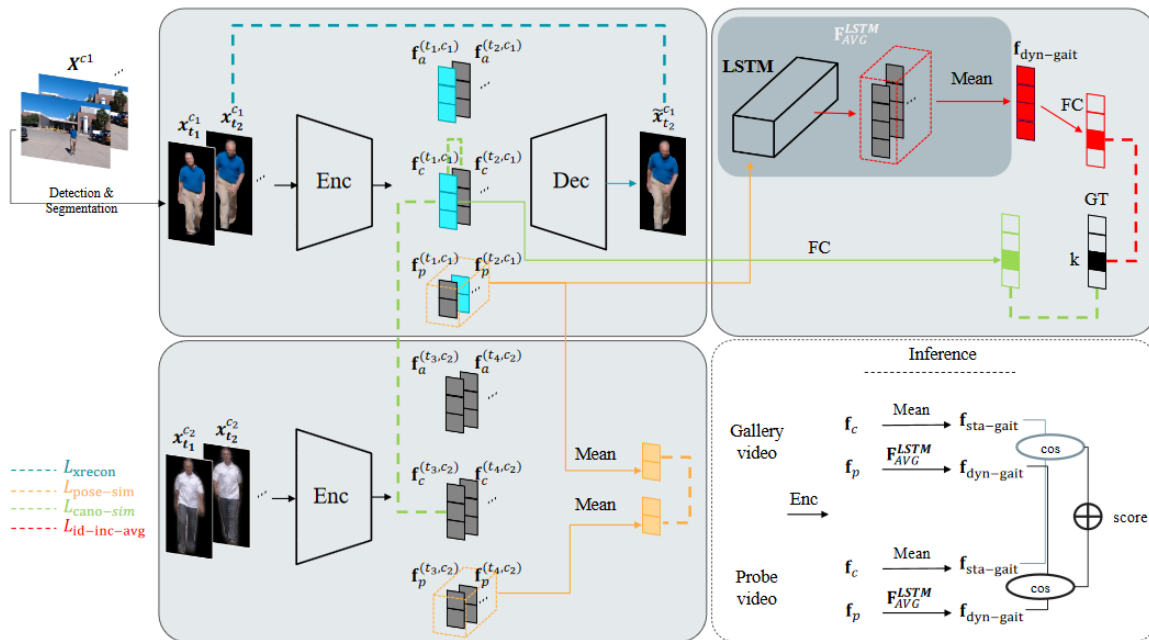 X^{c1}
...
Detection &
Segmentation
x_{t_1}^{c_1} x_{t_2}^{c_1}
...
Enc
f_a^{(t_1,c_1)} f_a^{(t_2,c_1)}
...
f_c^{(t_1,c_1)} f_c^{(t_2,c_1)}
...
f_p^{(t_1,c_1)} f_p^{(t_2,c_1)}
...
Dec
x̃_{t_2}^{c_1}
F_{AVG}^{LSTM}
LSTM
...
Mean
f_{dyn-gait}
FC
GT
FC
k
x_{t_1}^{c_2} x_{t_2}^{c_2}
...
Enc
f_a^{(t_3,c_2)} f_a^{(t_4,c_2)}
...
f_c^{(t_3,c_2)} f_c^{(t_4,c_2)}
...
f_p^{(t_3,c_2)} f_p^{(t_4,c_2)}
...
Mean
Mean
L_{xrecon}
L_{pose-sim}
L_{cano-sim}
L_{id-inc-avg}
Inference
Gallery
video
f_c Mean f_{sta-gait}
f_p F_{AVG}^{LSTM} f_{dyn-gait}
cos
Enc
score
Probe
video
f_c Mean f_{sta-gait}
f_p F_{AVG}^{LSTM} f_{dyn-gait}
cos